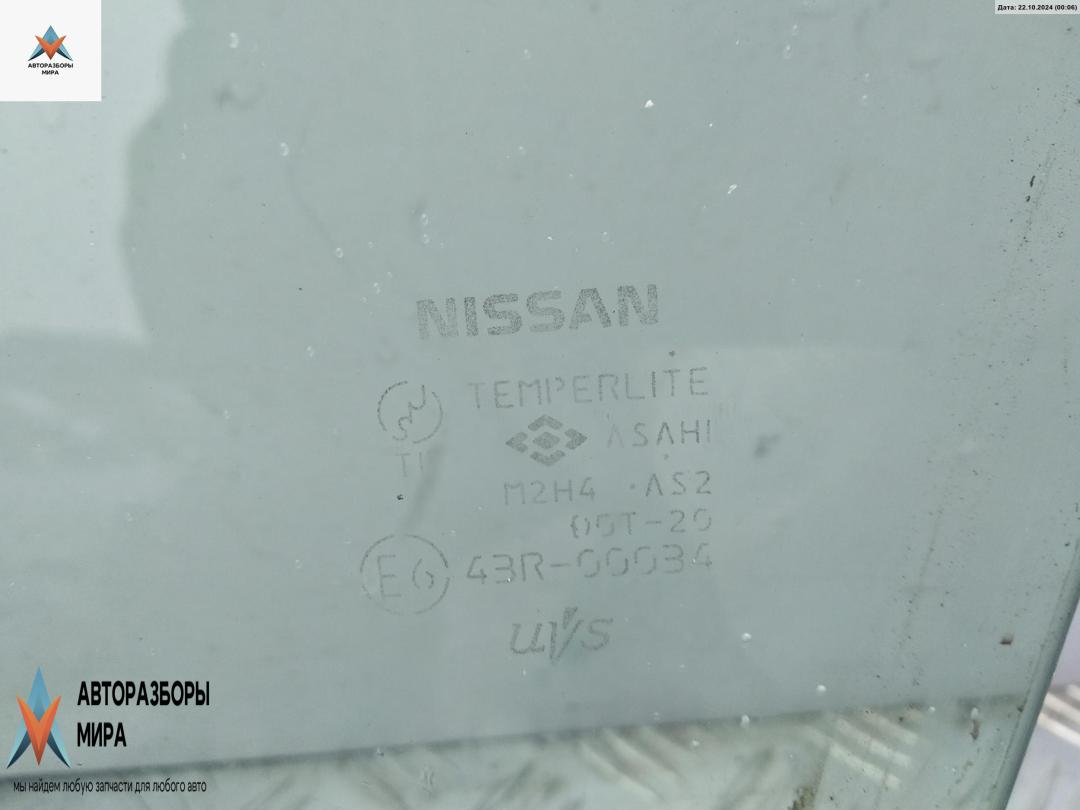 Дата: 22.10.2024 (00:06)
АВТОРАЗБОРЫ
МИРА
NISSAN
TEMPERLITE
ASAHI
M2H4 ·AS2
DOT-20
E6 43R-00034
UVS
АВТОРАЗБОРЫ
МИРА
мы найдем любую запчасти для любого авто